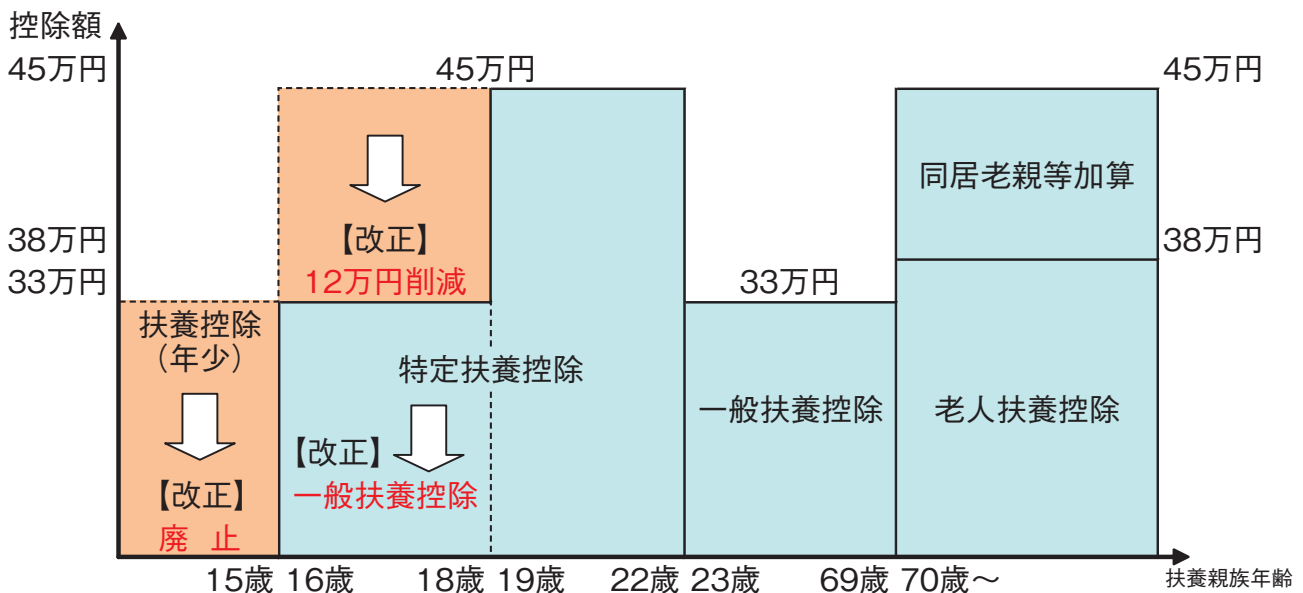 控除額
45万円
45万円
45万円
【改正】
12万円削減
同居老親等加算
38万円
38万円
33万円
33万円
扶養控除
（年少）
【改正】
廃 止
特定扶養控除
【改正】
一般扶養控除
一般扶養控除
老人扶養控除
15歳
16歳
18歳
19歳
22歳
23歳
69歳
70歳～
扶養親族年齢